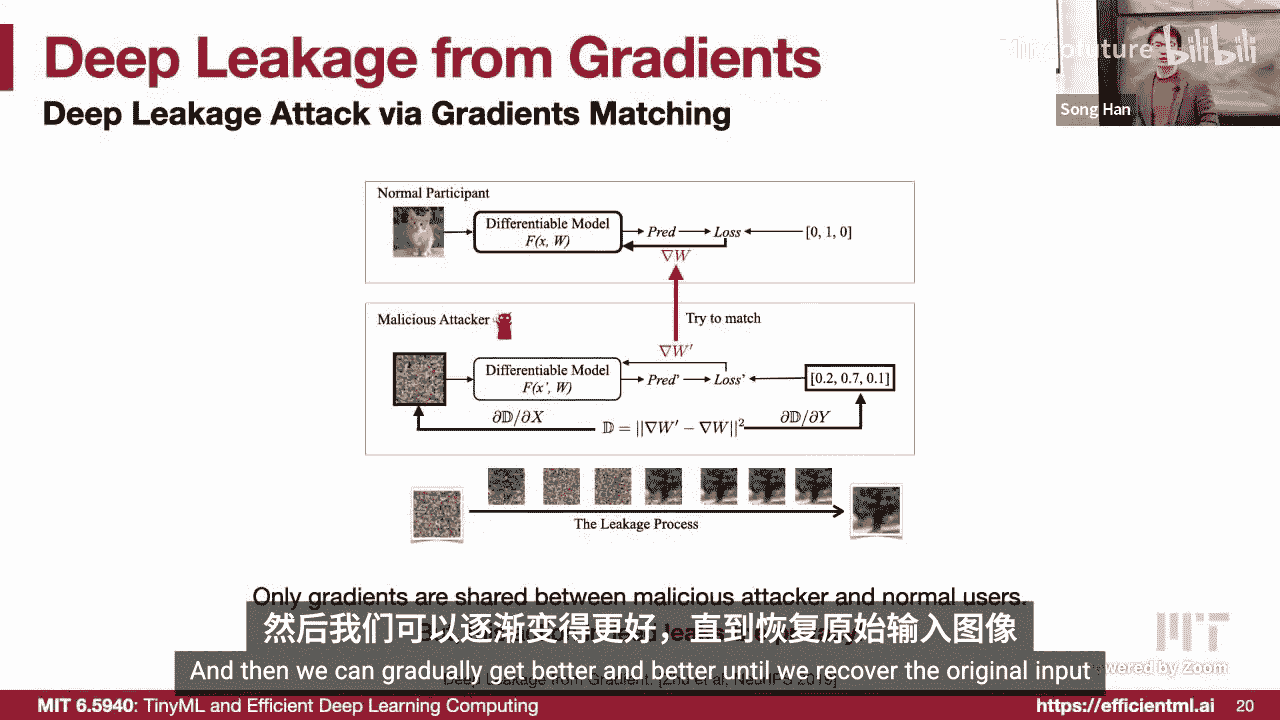 Deep Leakage from Gradients
Deep Leakage Attack via Gradients Matching
bilibili
Song Han
Normal Participant
Differentiable Model
F(x, W)
Pred
Loss
[0, 1, 0]
∇W
Try to match
Malicious Attacker
∇W'
Differentiable Model
F(x', W)
Pred'
Loss'
[0.2, 0.7, 0.1]
∂𝔻/∂X
𝔻 = ||∇W' − ∇W||²
∂𝔻/∂Y
The Leakage Process
Only gradients are shared between malicious attacker and normal users.
然后我们可以逐渐变得更好，直到恢复原始输入图像
And then we can gradually get better and better until we recover the original input
Powered by Zoom
MIT
MIT 6.5940: TinyML and Efficient Deep Learning Computing
https://efficientml.ai
20